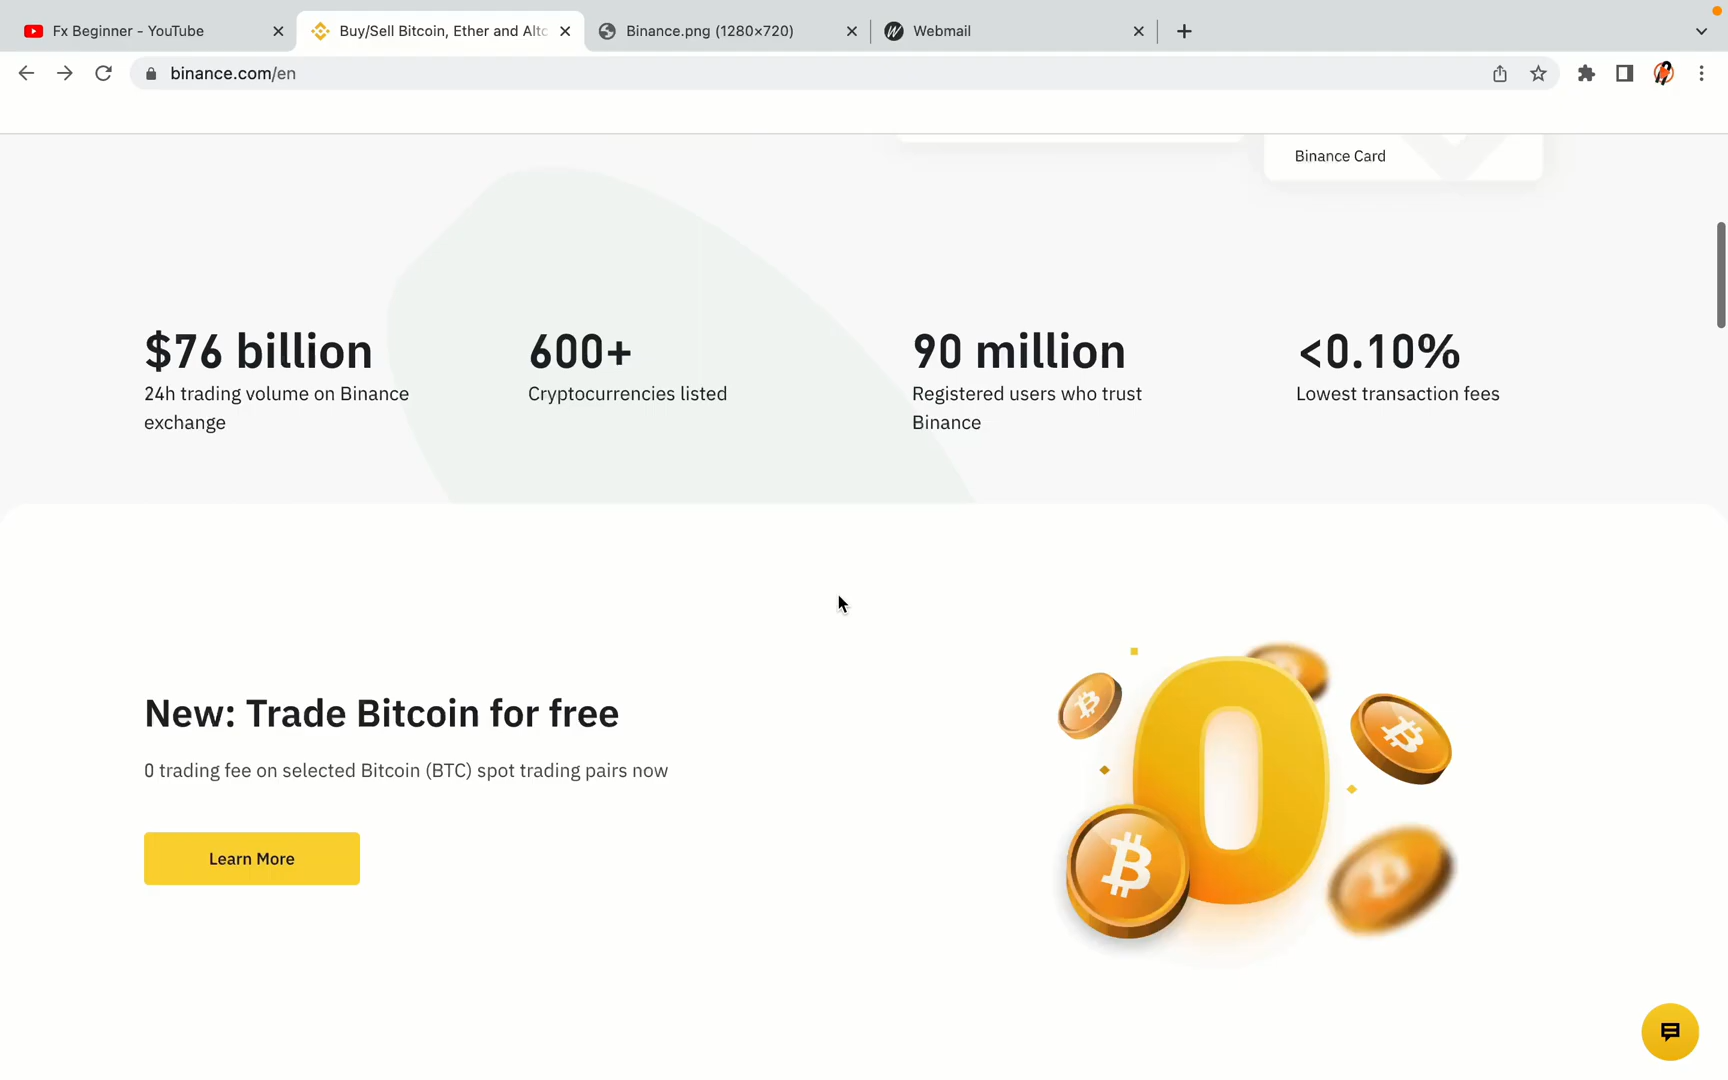 Fx Beginner - YouTube
Buy/Sell Bitcoin, Ether and Altc
Binance.png (1280×720)
Webmail
binance.com/en
Binance Card
$76 billion
24h trading volume on Binance
exchange
600+
Cryptocurrencies listed
90 million
Registered users who trust
Binance
<0.10%
Lowest transaction fees
New: Trade Bitcoin for free
0 trading fee on selected Bitcoin (BTC) spot trading pairs now
Learn More
0